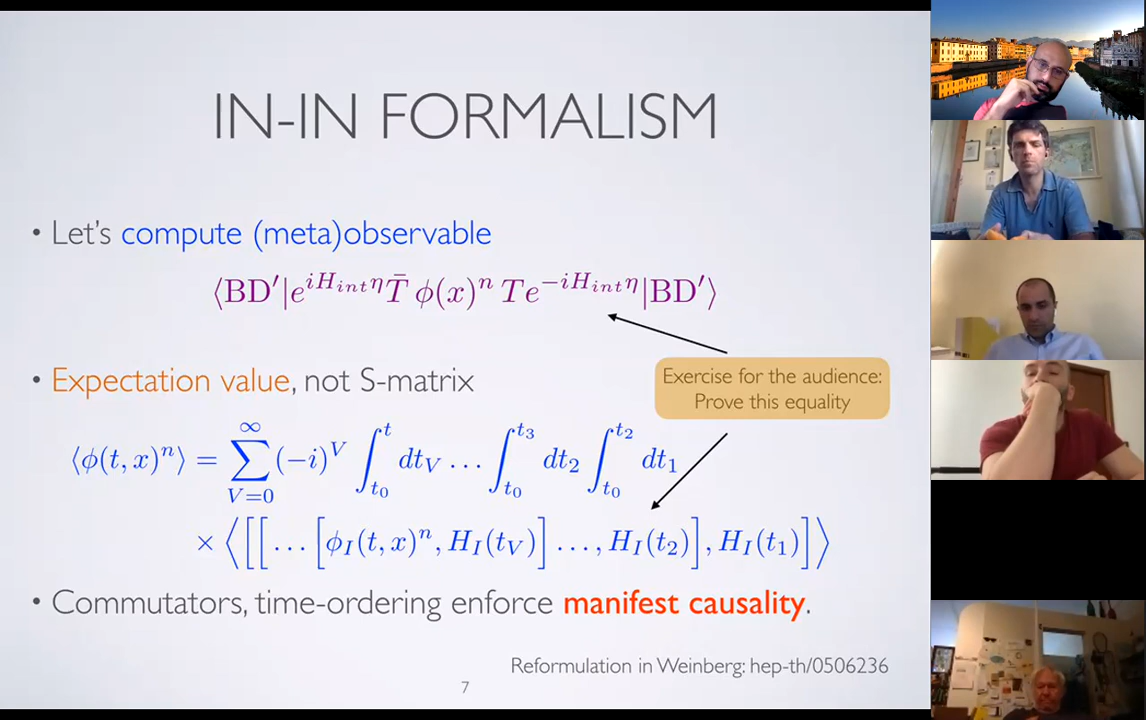 IN-IN FORMALISM
• Let's compute (meta)observable
⟨BD′|e^{iH_{int}η} T̄ ϕ(x)^n T e^{−iH_{int}η}|BD′⟩
• Expectation value, not S-matrix
Exercise for the audience:
Prove this equality
⟨ϕ(t, x)^n⟩ = ∑_{V=0}^{∞} (−i)^V ∫_{t_0}^{t} dt_V … ∫_{t_0}^{t_3} dt_2 ∫_{t_0}^{t_2} dt_1
× ⟨[[… [ϕ_I(t, x)^n, H_I(t_V)] …, H_I(t_2)], H_I(t_1)]⟩
• Commutators, time-ordering enforce manifest causality.
Reformulation in Weinberg: hep-th/0506236
7